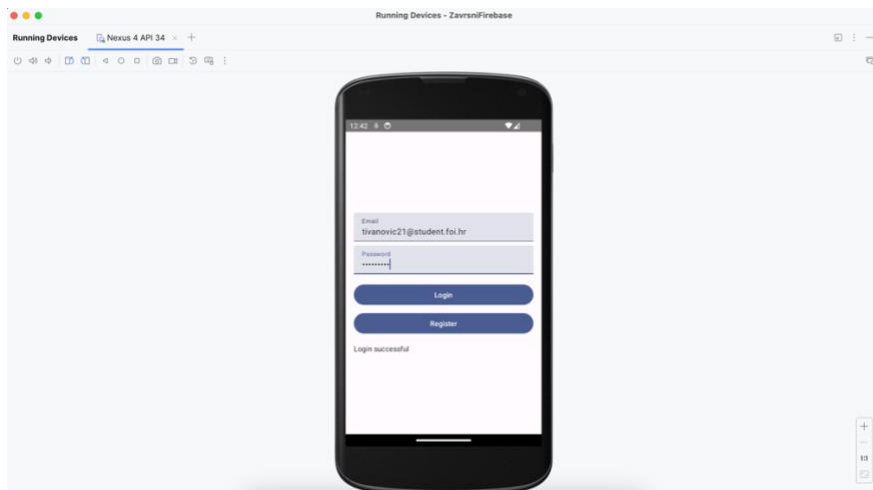 Running Devices - ZavrsniFirebase
Running Devices Nexus 4 API 34
12:42
Email
tivanovic21@student.foi.hr
Password
Login
Register
Login successful
1:1